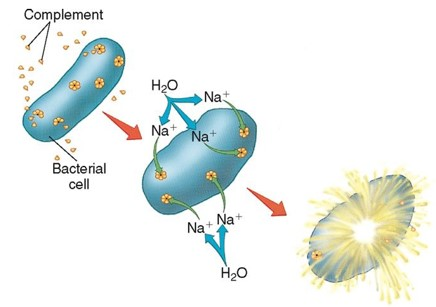 Complement
Bacterial
cell
H₂O
Na⁺
Na⁺
Na⁺
Na⁺
Na⁺
H₂O